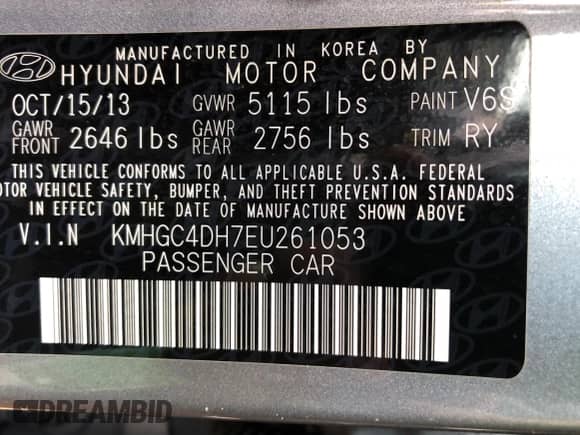 MANUFACTURED IN KOREA BY
HYUNDAI MOTOR COMPANY
OCT/15/13 GVWR 5115 lbs PAINT V6S
GAWR FRONT 2646 lbs GAWR REAR 2756 lbs TRIM RY
THIS VEHICLE CONFORMS TO ALL APPLICABLE U.S.A. FEDERAL
OTOR VEHICLE SAFETY, BUMPER, AND THEFT PREVENTION STANDARDS
IN EFFECT ON THE DATE OF MANUFACTURE SHOWN ABOVE
V.I.N KMHGC4DH7EU261053
PASSENGER CAR
DREAMBID